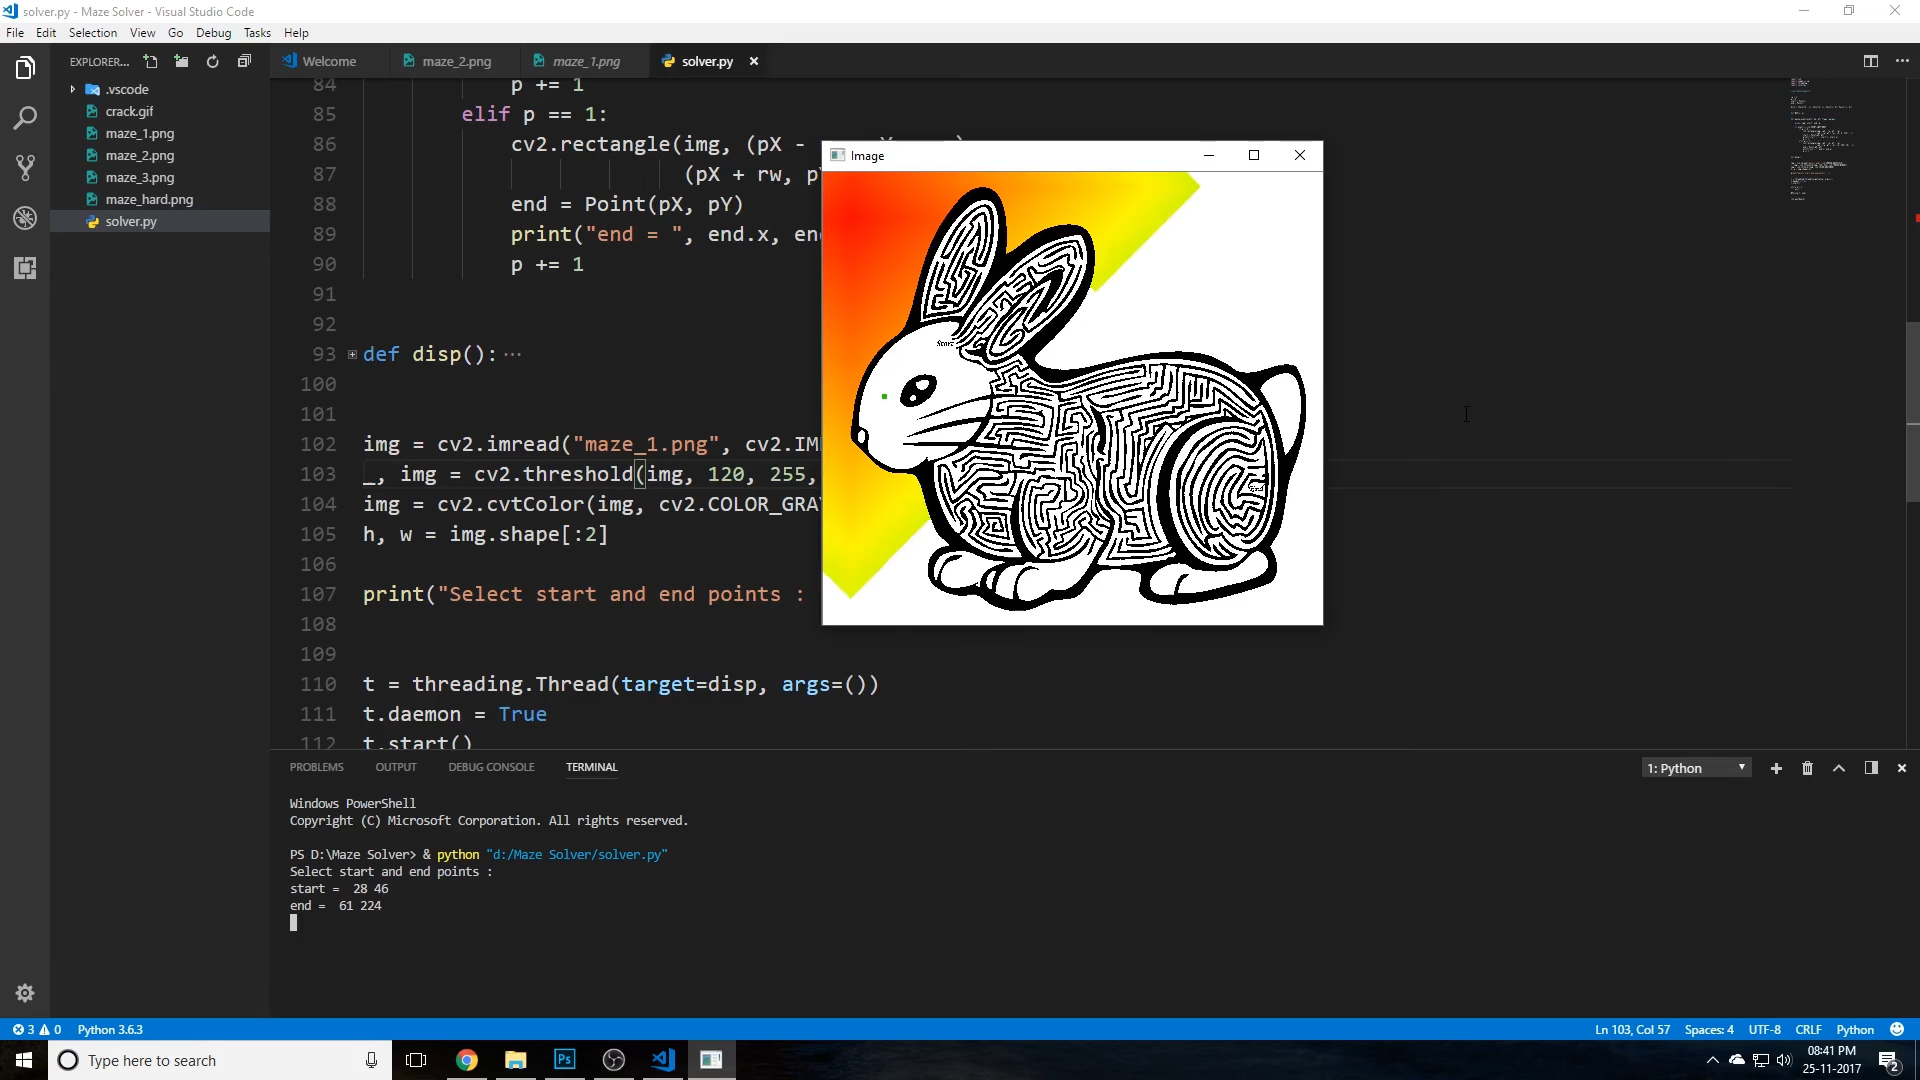 solver.py - Maze Solver - Visual Studio Code
File Edit Selection View Go Debug Tasks Help
EXPLORER...
.vscode
crack.gif
maze_1.png
maze_2.png
maze_3.png
maze_hard.png
solver.py
Welcome maze_2.png maze_1.png solver.py
84 p += 1
85 elif p == 1:
86 cv2.rectangle(img, (pX -
87 (pX + rw, p
88 end = Point(pX, pY)
89 print("end = ", end.x, en
90 p += 1
91
92
93 def disp():...
100
101
102 img = cv2.imread("maze_1.png", cv2.IM
103 _, img = cv2.threshold(img, 120, 255,
104 img = cv2.cvtColor(img, cv2.COLOR_GRA
105 h, w = img.shape[:2]
106
107 print("Select start and end points :
108
109
110 t = threading.Thread(target=disp, args=())
111 t.daemon = True
112 t.start()
Image
Start
PROBLEMS OUTPUT DEBUG CONSOLE TERMINAL
1: Python
Windows PowerShell
Copyright (C) Microsoft Corporation. All rights reserved.
PS D:\Maze Solver> & python "d:/Maze Solver/solver.py"
Select start and end points :
start =  28 46
end =  61 224
3 0 Python 3.6.3
Ln 103, Col 57 Spaces: 4 UTF-8 CRLF Python
Type here to search
Ps
08:41 PM
25-11-2017
2